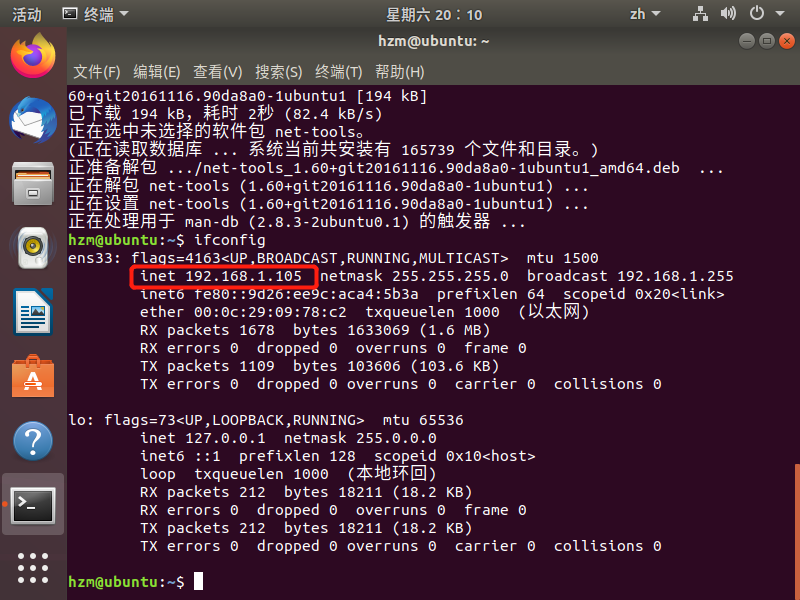 活动 终端 星期六 20：10 zh
hzm@ubuntu: ~
文件(F) 编辑(E) 查看(V) 搜索(S) 终端(T) 帮助(H)
60+git20161116.90da8a0-1ubuntu1 [194 kB]
已下载 194 kB，耗时 2秒 (82.4 kB/s)
正在选中未选择的软件包 net-tools。
(正在读取数据库 ... 系统当前共安装有 165739 个文件和目录。)
正准备解包 .../net-tools_1.60+git20161116.90da8a0-1ubuntu1_amd64.deb  ...
正在解包 net-tools (1.60+git20161116.90da8a0-1ubuntu1) ...
正在设置 net-tools (1.60+git20161116.90da8a0-1ubuntu1) ...
正在处理用于 man-db (2.8.3-2ubuntu0.1) 的触发器 ...
hzm@ubuntu:~$ ifconfig
ens33: flags=4163<UP,BROADCAST,RUNNING,MULTICAST>  mtu 1500
inet 192.168.1.105  netmask 255.255.255.0  broadcast 192.168.1.255
inet6 fe80::9d26:ee9c:aca4:5b3a  prefixlen 64  scopeid 0x20<link>
ether 00:0c:29:09:78:c2  txqueuelen 1000  (以太网)
RX packets 1678  bytes 1633069 (1.6 MB)
RX errors 0  dropped 0  overruns 0  frame 0
TX packets 1109  bytes 103606 (103.6 KB)
TX errors 0  dropped 0 overruns 0  carrier 0  collisions 0
lo: flags=73<UP,LOOPBACK,RUNNING>  mtu 65536
inet 127.0.0.1  netmask 255.0.0.0
inet6 ::1  prefixlen 128  scopeid 0x10<host>
loop  txqueuelen 1000  (本地环回)
RX packets 212  bytes 18211 (18.2 KB)
RX errors 0  dropped 0  overruns 0  frame 0
TX packets 212  bytes 18211 (18.2 KB)
TX errors 0  dropped 0 overruns 0  carrier 0  collisions 0
hzm@ubuntu:~$